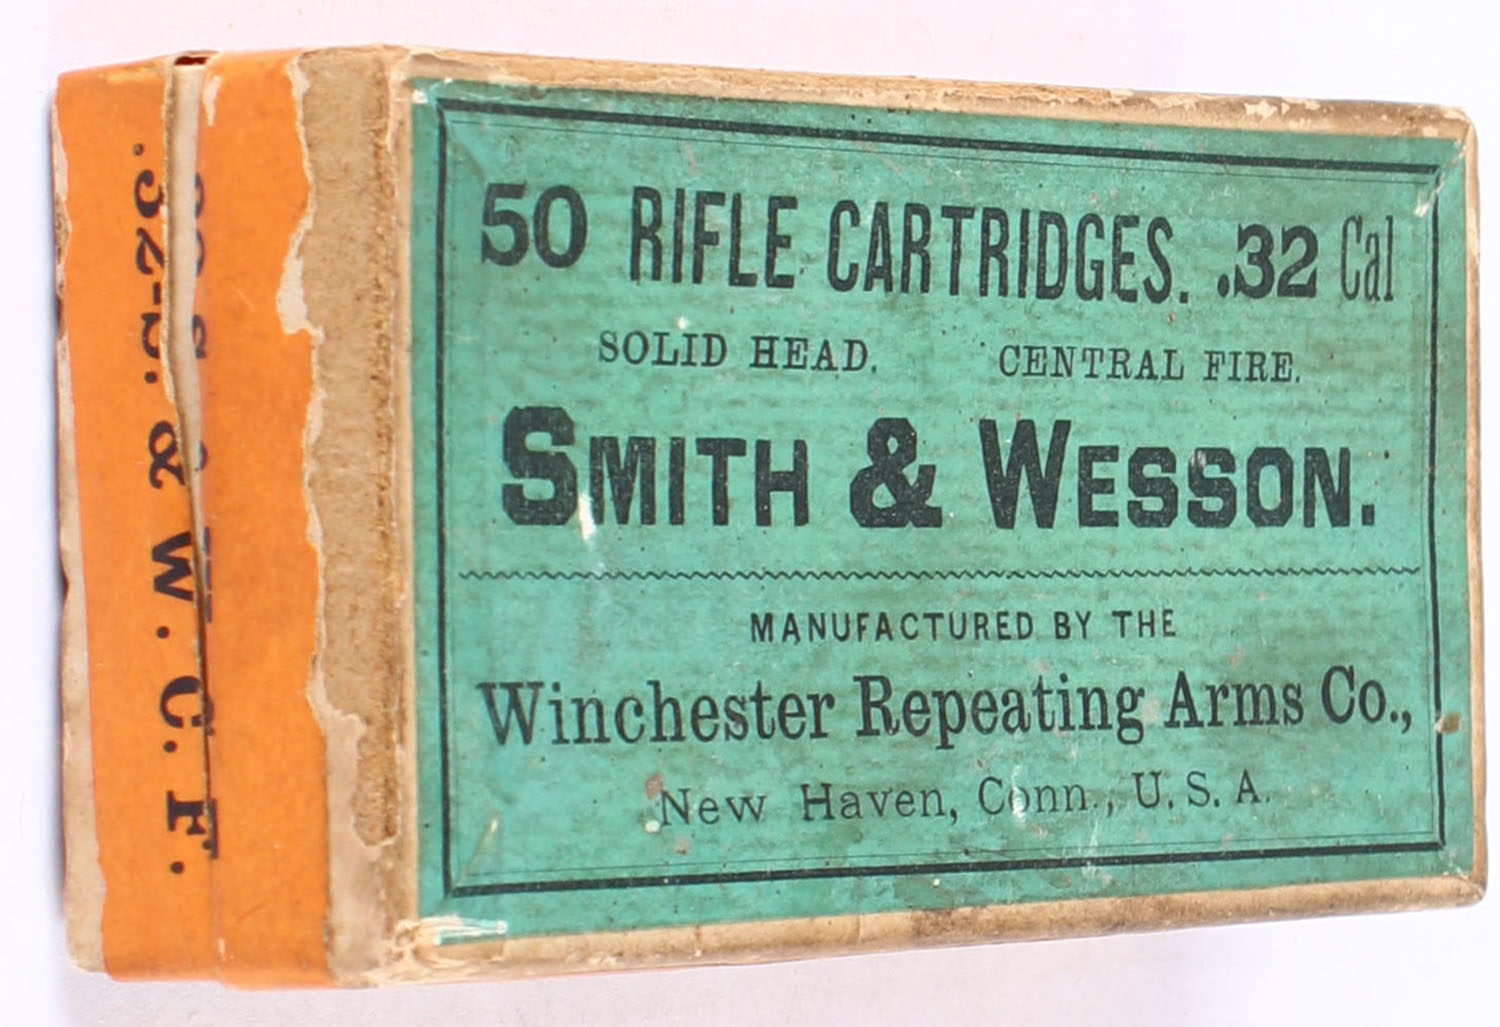 50 RIFLE CARTRIDGES. .32 Cal
SOLID HEAD. CENTRAL FIRE.
SMITH & WESSON.
MANUFACTURED BY THE
Winchester Repeating Arms Co.,
New Haven, Conn., U. S. A.
.32-S. & W. C. F.